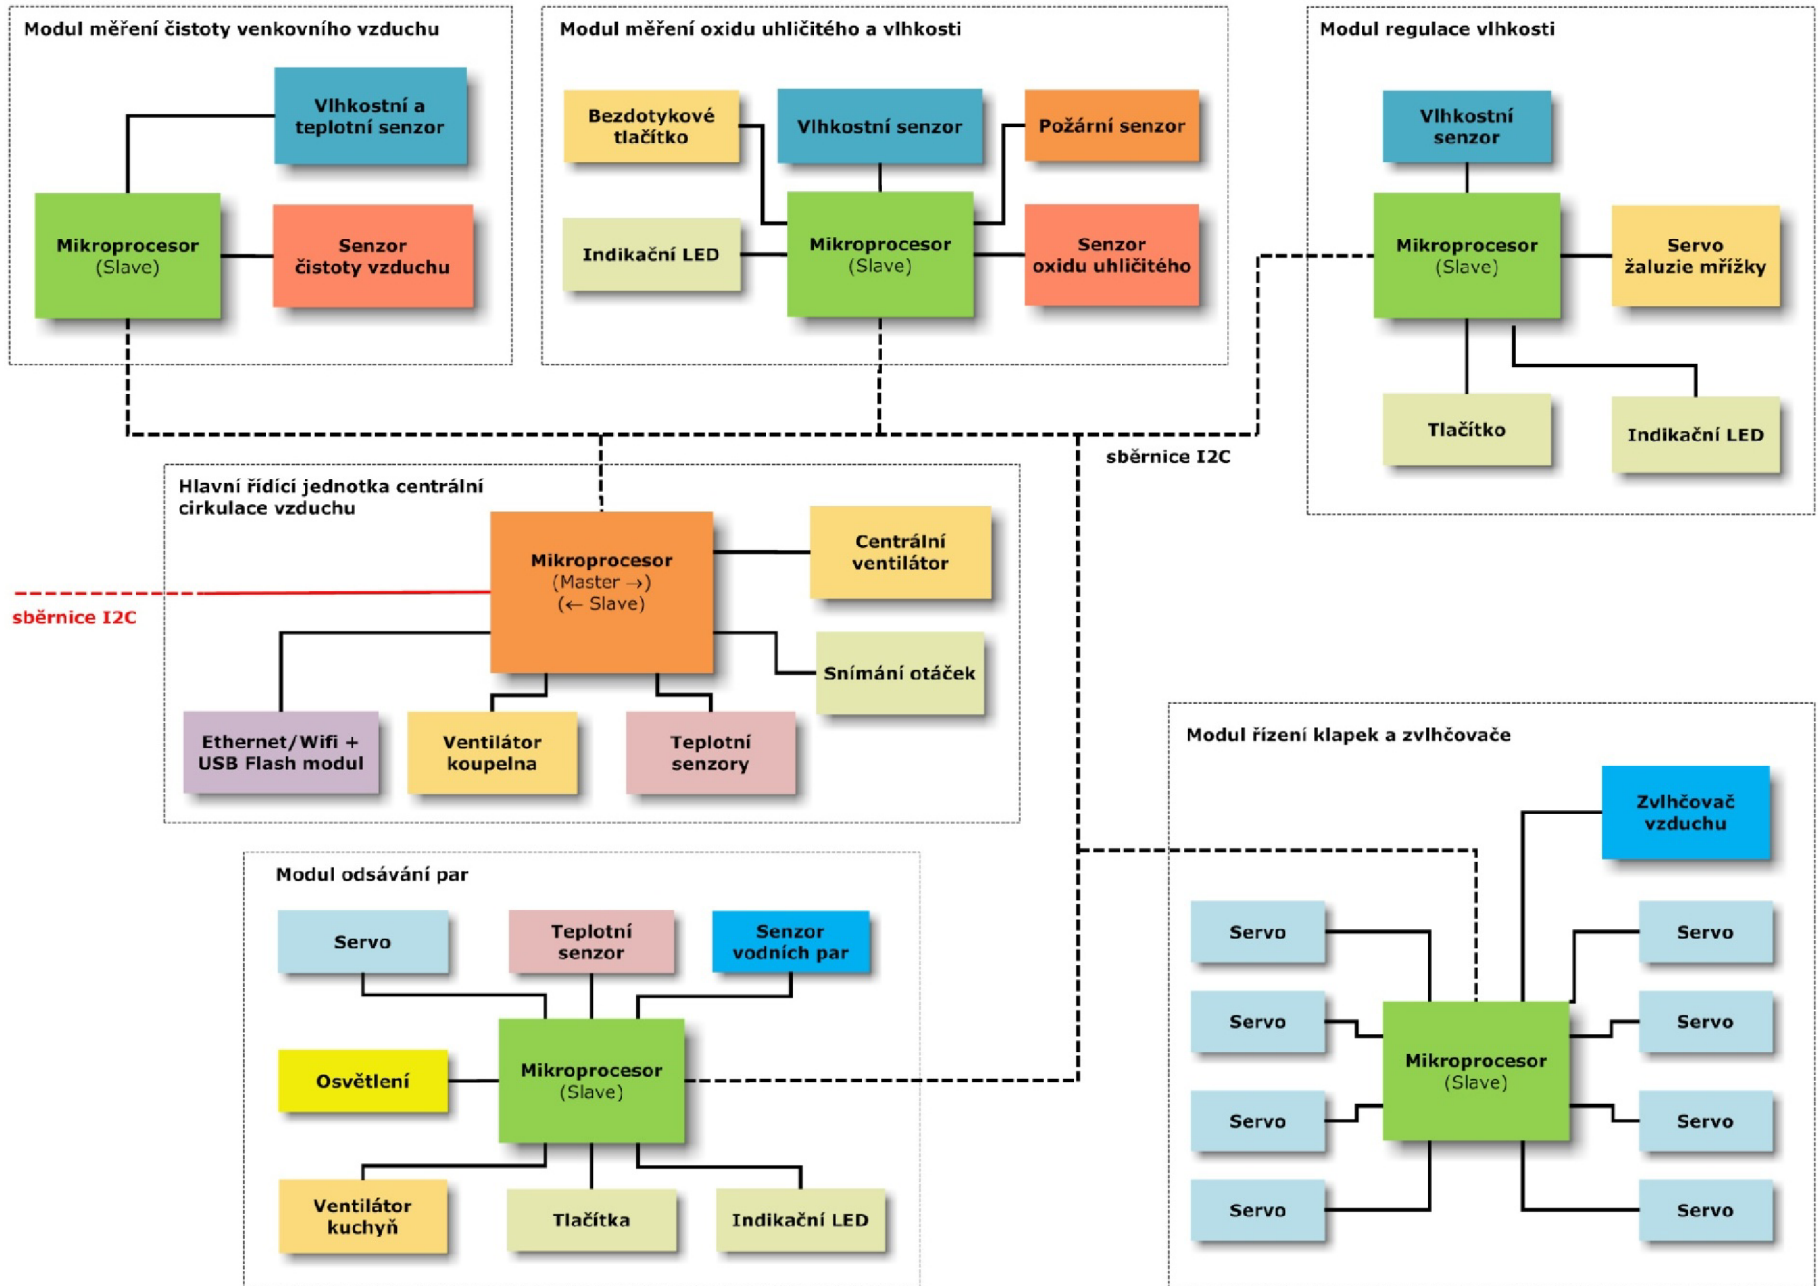 Modul měření čistoty venkovního vzduchu
Vlhkostní a
teplotní senzor
Mikroprocesor
(Slave)
Senzor
čistoty vzduchu
Modul měření oxidu uhličitého a vlhkosti
Bezdotykové
tlačítko
Vlhkostní senzor
Požární senzor
Indikační LED
Mikroprocesor
(Slave)
Senzor
oxidu uhličitého
Modul regulace vlhkosti
Vlhkostní
senzor
Mikroprocesor
(Slave)
Servo
žaluzie mřížky
Tlačítko
Indikační LED
sběrnice I2C
Hlavní řídící jednotka centrální
cirkulace vzduchu
Mikroprocesor
(Master →)
(← Slave)
Centrální
ventilátor
sběrnice I2C
Snímání otáček
Ethernet/Wifi +
USB Flash modul
Ventilátor
koupelna
Teplotní
senzory
Modul odsávání par
Servo
Teplotní
senzor
Senzor
vodních par
Osvětlení
Mikroprocesor
(Slave)
Ventilátor
kuchyň
Tlačítka
Indikační LED
Modul řízení klapek a zvlhčovače
Zvlhčovač
vzduchu
Servo
Servo
Servo
Servo
Mikroprocesor
(Slave)
Servo
Servo
Servo
Servo